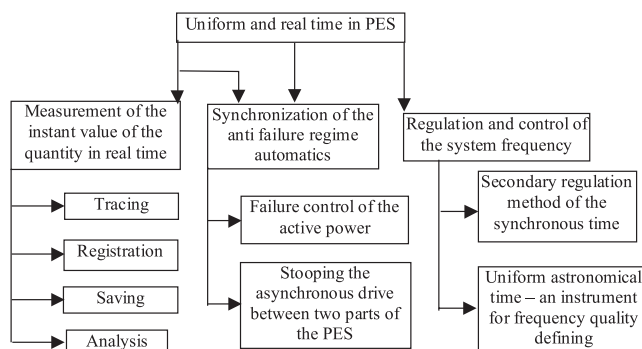 Uniform and real time in PES
Measurement of the
instant value of the
quantity in real time
Tracing
Registration
Saving
Analysis
Synchronization of the
anti failure regime
automatics
Failure control of the
active power
Stooping the
asynchronous drive
between two parts of
the PES
Regulation and control of
the system frequency
Secondary regulation
method of the
synchronous time
Uniform astronomical
time – an instrument
for frequency quality
defining